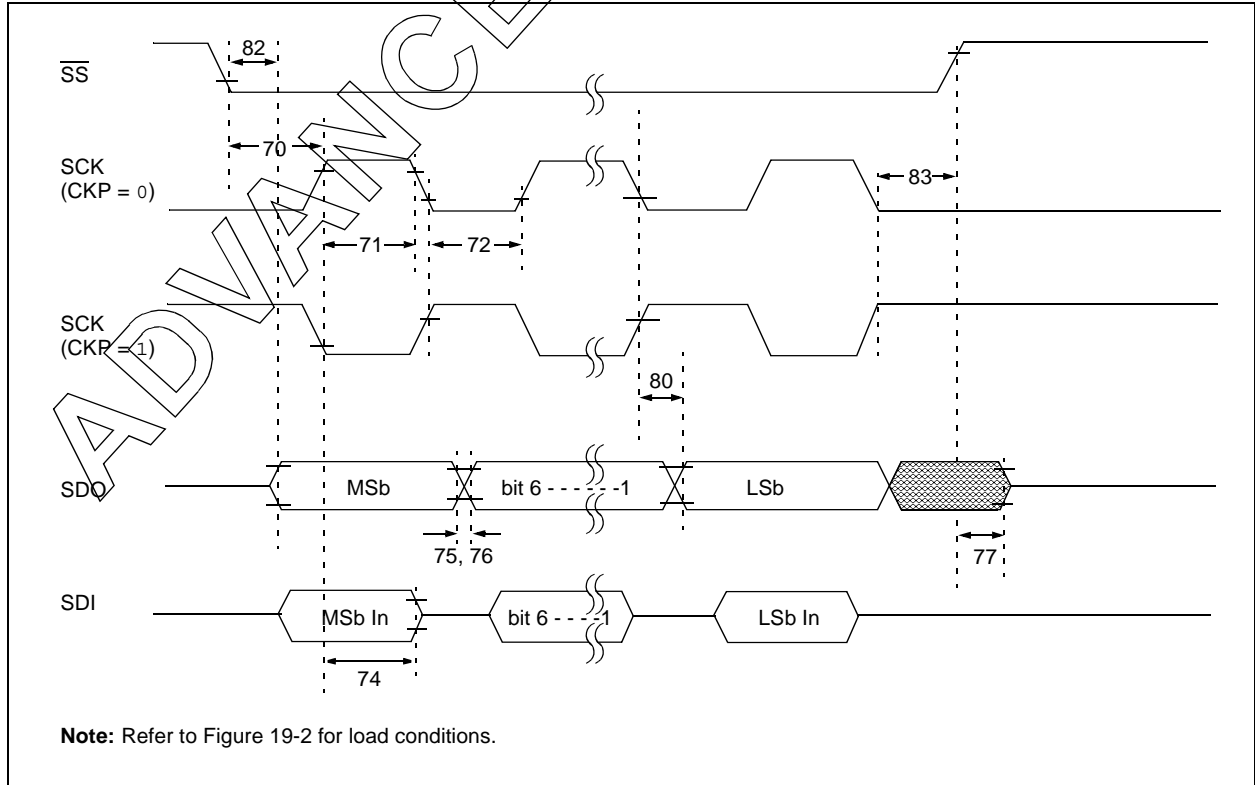 82
SS
70
SCK
(CKP = 0)
83
71
72
SCK
(CKP = 1)
80
SDO
MSb
bit 6 - - - - - -1
LSb
75, 76
77
SDI
MSb In
bit 6 - - - -1
LSb In
74
Note: Refer to Figure 19-2 for load conditions.